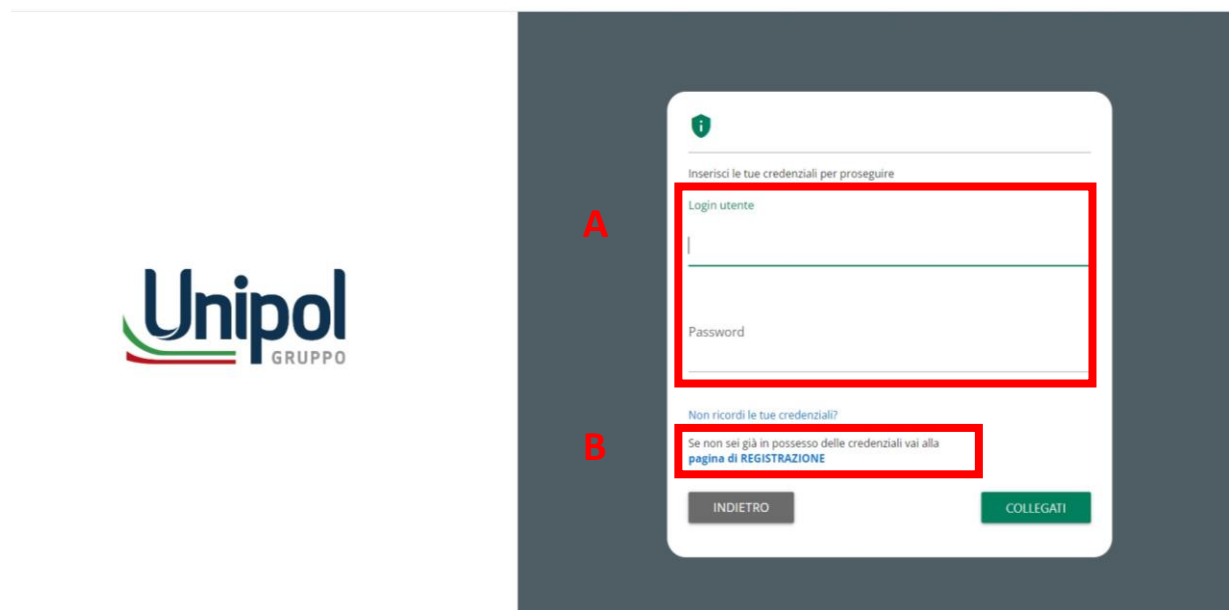 Unipol
GRUPPO
Inserisci le tue credenziali per proseguire
A
Login utente
Password
Non ricordi le tue credenziali?
B
Se non sei già in possesso delle credenziali vai alla
pagina di REGISTRAZIONE
INDIETRO
COLLEGATI